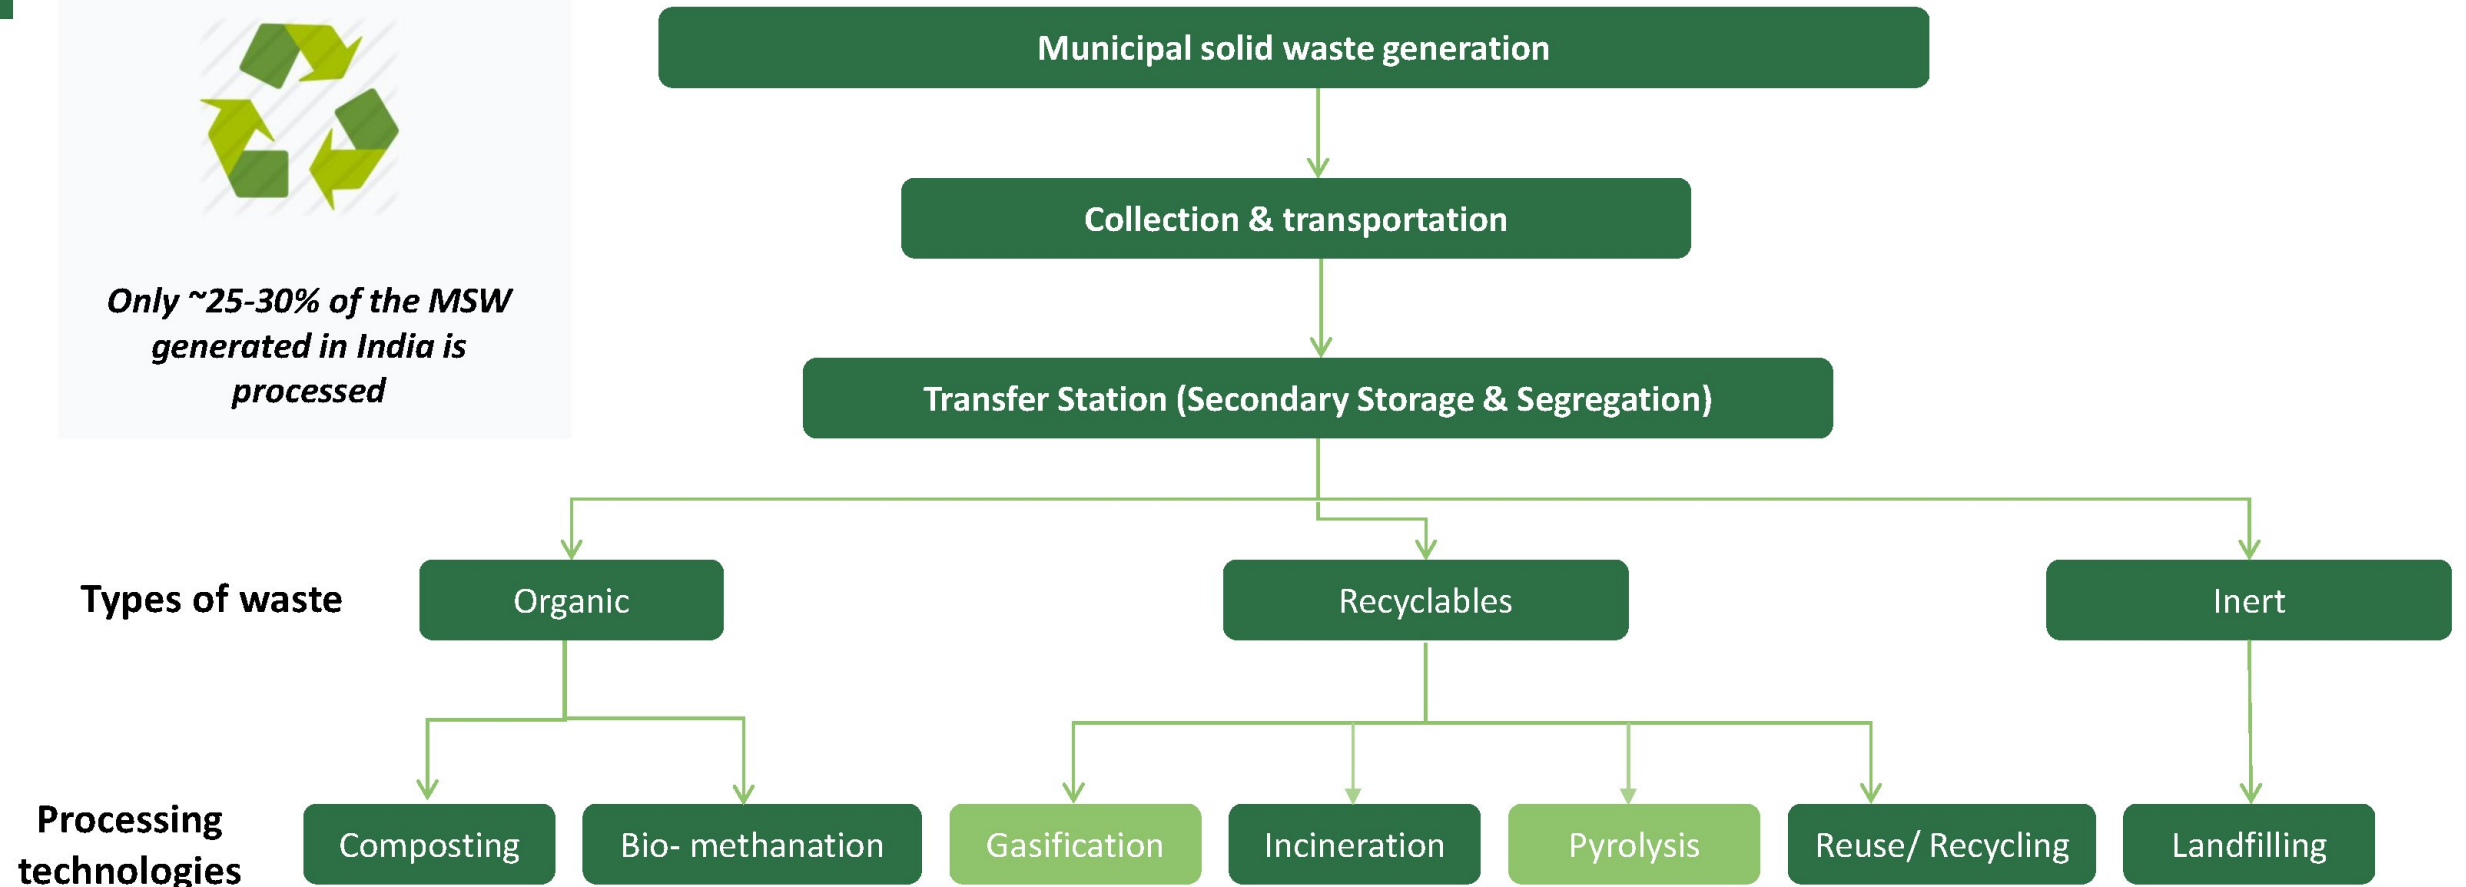 Municipal solid waste generation
Collection & transportation
Only ~25-30% of the MSW
generated in India is
processed
Transfer Station (Secondary Storage & Segregation)
Types of waste
Organic
Recyclables
Inert
Processing
technologies
Composting
Bio- methanation
Gasification
Incineration
Pyrolysis
Reuse/ Recycling
Landfilling